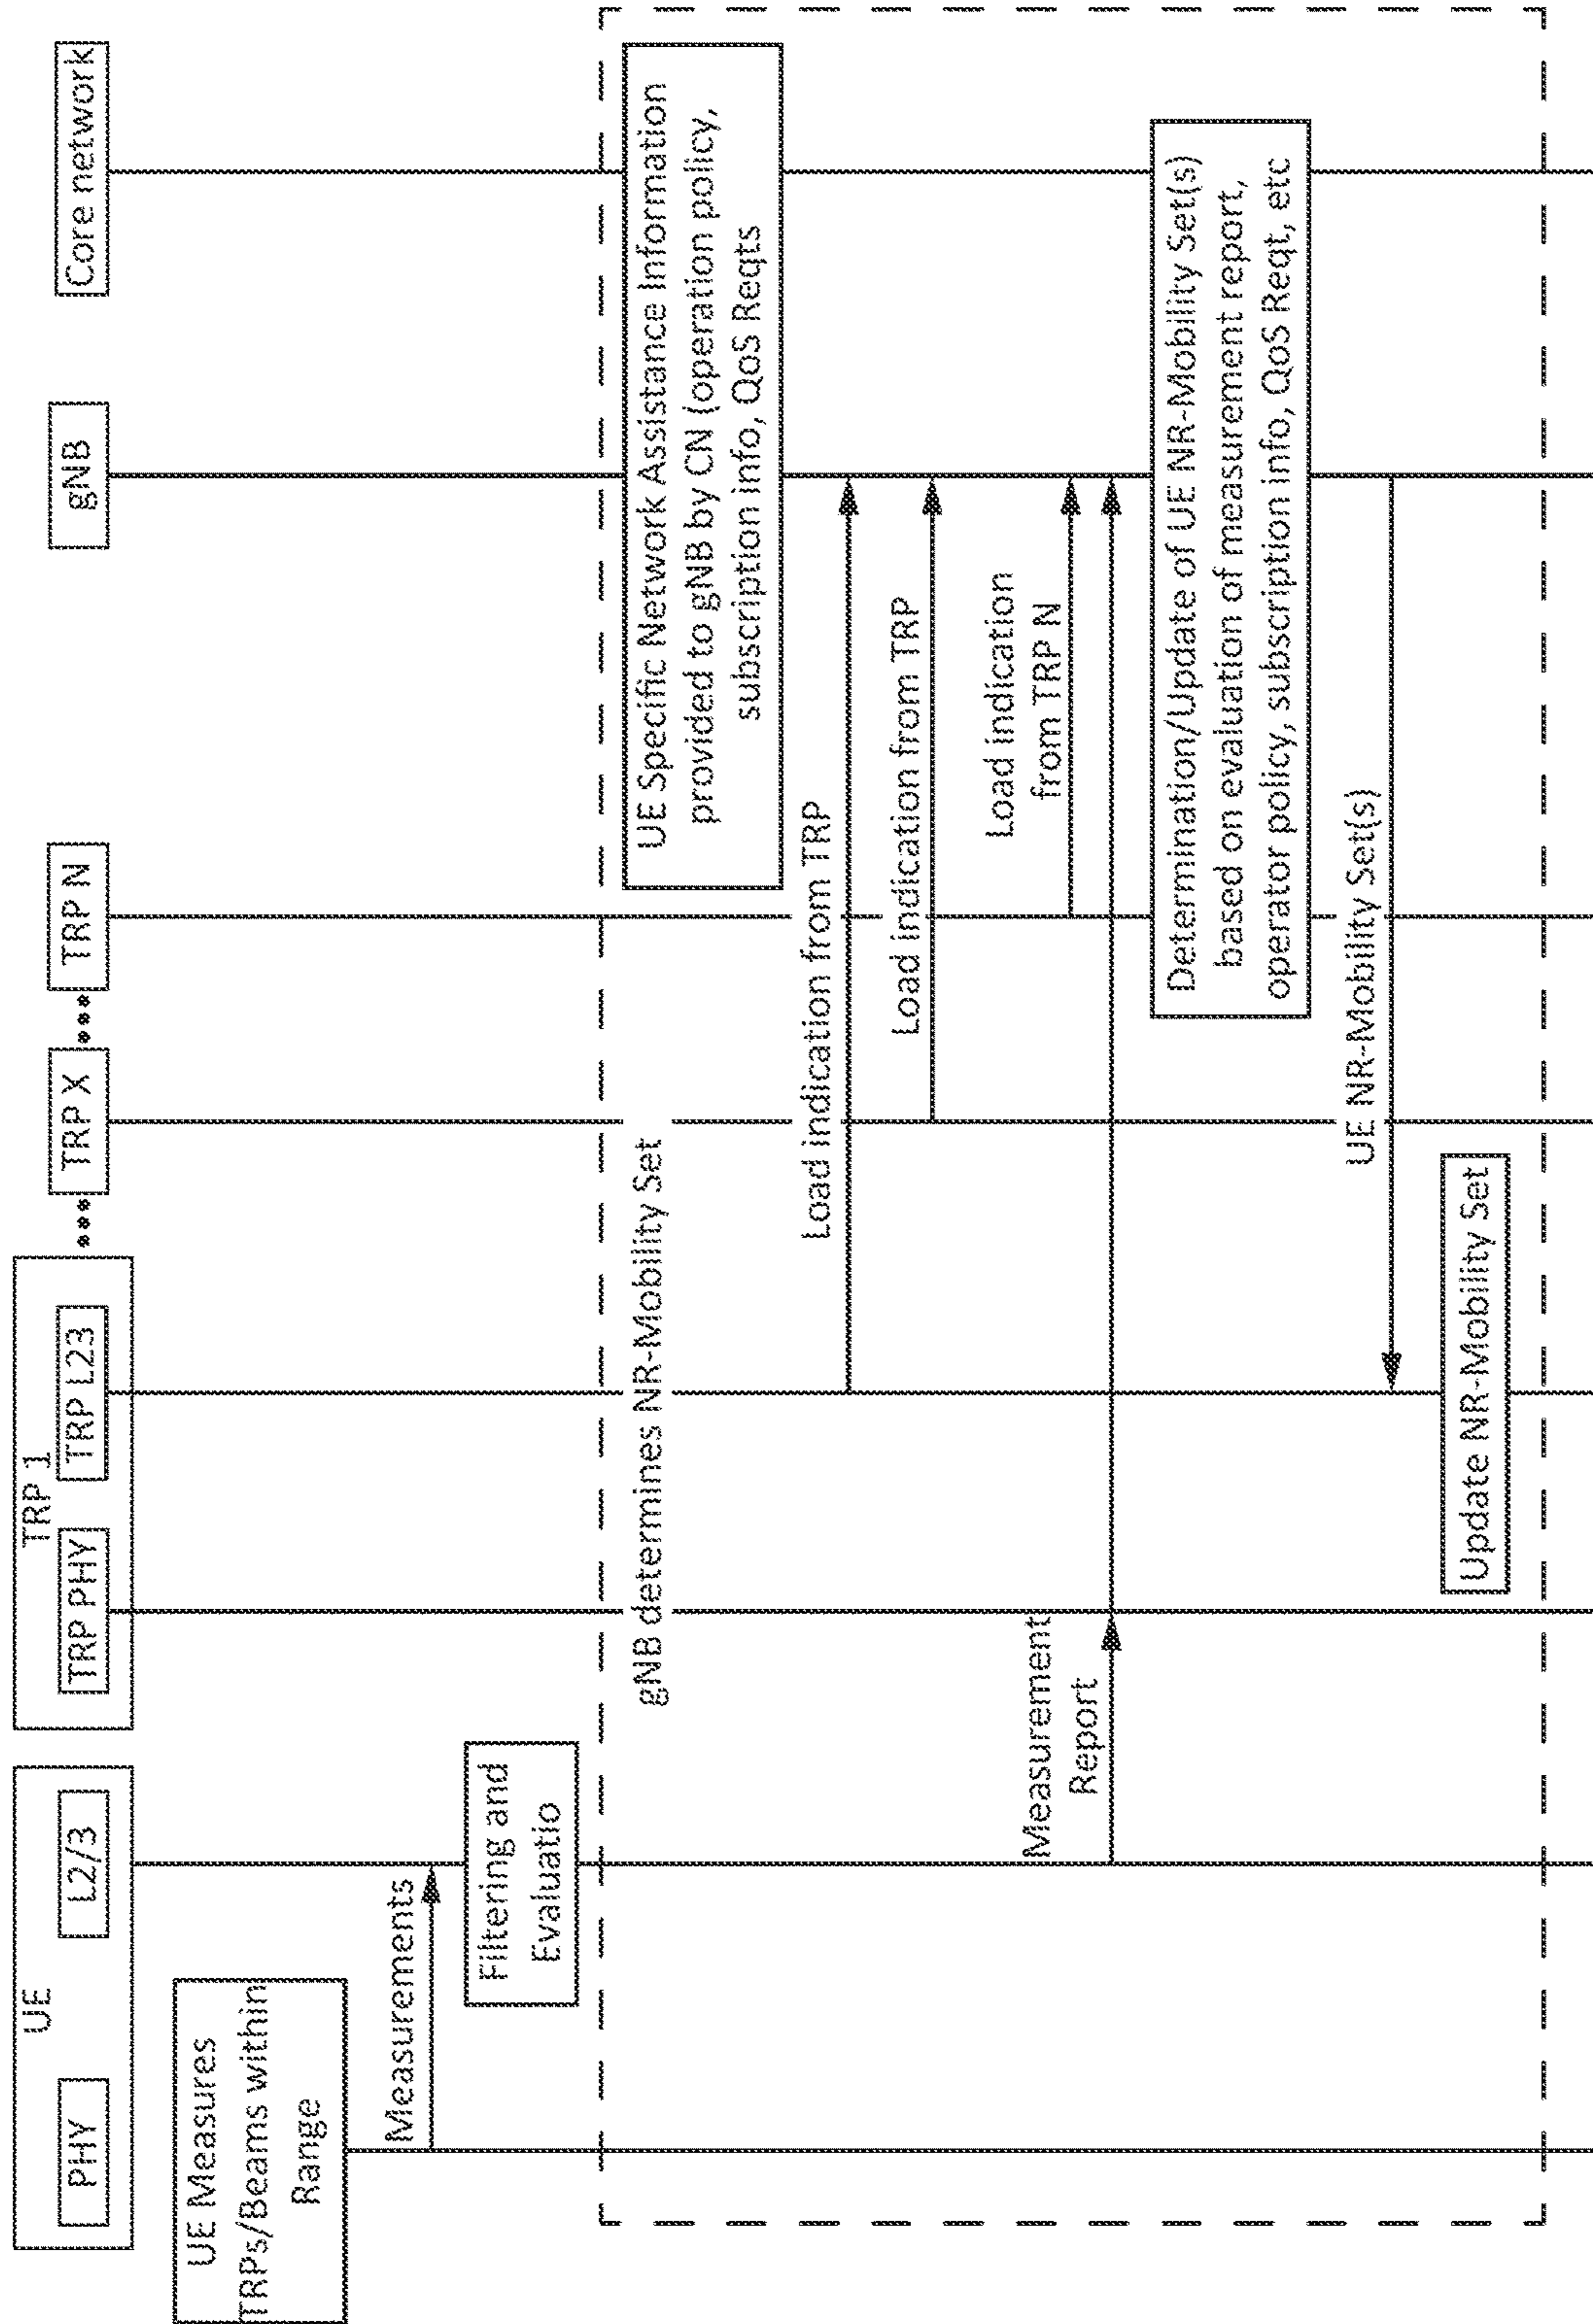 UE
PHY
L2/3
TRP 1
TRP PHY
TRP L23
TRP X
TRP N
gNB
Core network
UE Measures
TRPs/Beams within
Range
Measurements
Filtering and
Evaluatio
gNB determines NR-Mobility Set
UE Specific Network Assistance Information
provided to gNB by CN (operation policy,
subscription info, QoS Reqts
Load indication from TRP
Load indication from TRP
Load indication
from TRP N
Measurement
Report
Determination/Update of UE NR-Mobility Set(s)
based on evaluation of measurement report,
operator policy, subscription info, QoS Reqt, etc
UE NR-Mobility Set(s)
Update NR-Mobility Set